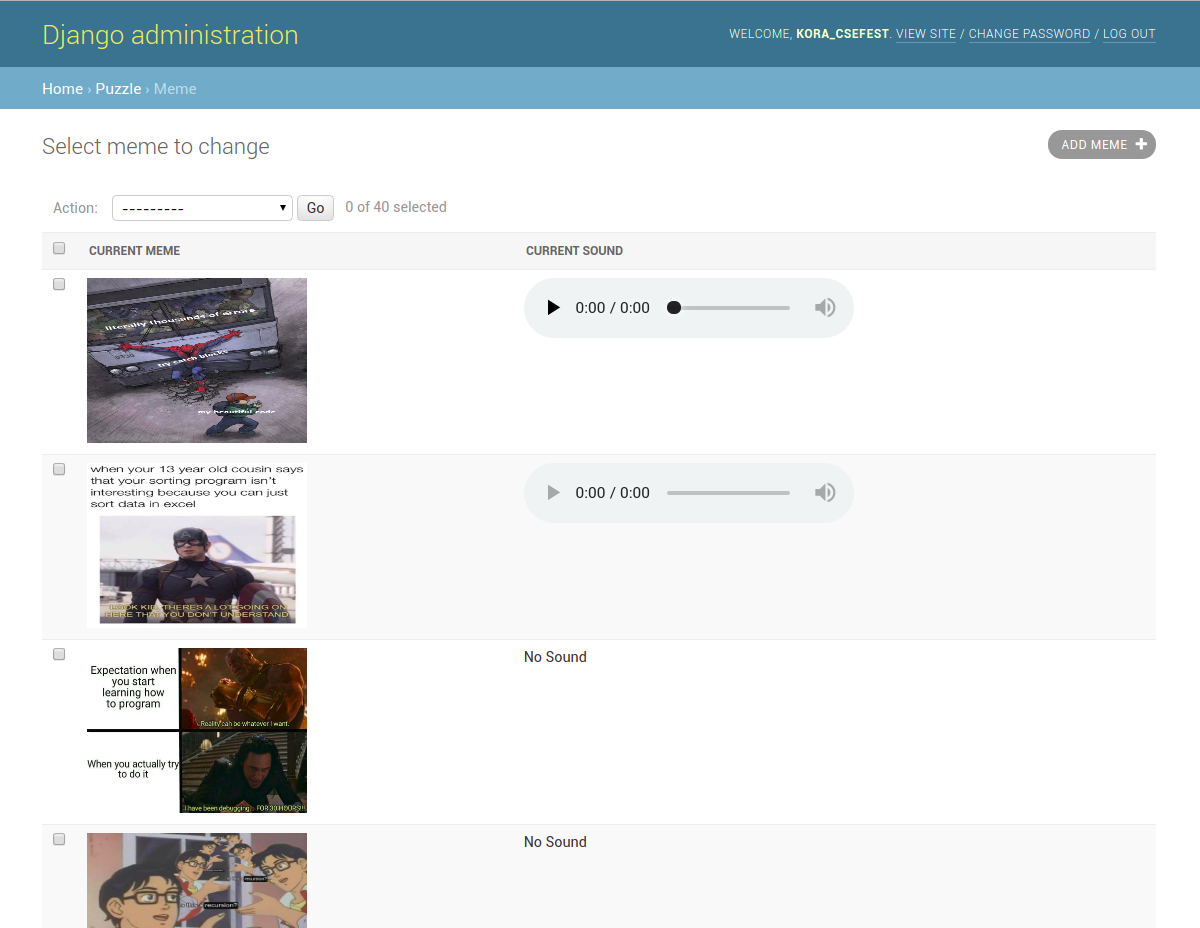 Django administration
WELCOME, KORA_CSEFEST. VIEW SITE / CHANGE PASSWORD / LOG OUT
Home › Puzzle › Meme
Select meme to change
ADD MEME
Action: --------- Go 0 of 40 selected
CURRENT MEME CURRENT SOUND
literally thousands of errors
try catch blocks
my beautiful code
0:00 / 0:00
when your 13 year old cousin says
that your sorting program isn't
interesting because you can just
sort data in excel
LOOK KID, THERES A LOT GOING ON
HERE THAT YOU DON'T UNDERSTAND
0:00 / 0:00
Expectation when
you start
learning how
to program
Reality can be whatever I want.
When you actually try
to do it
I have been debugging. FOR 30 HOURS!!!
No Sound
recursion?
recursion?
No Sound